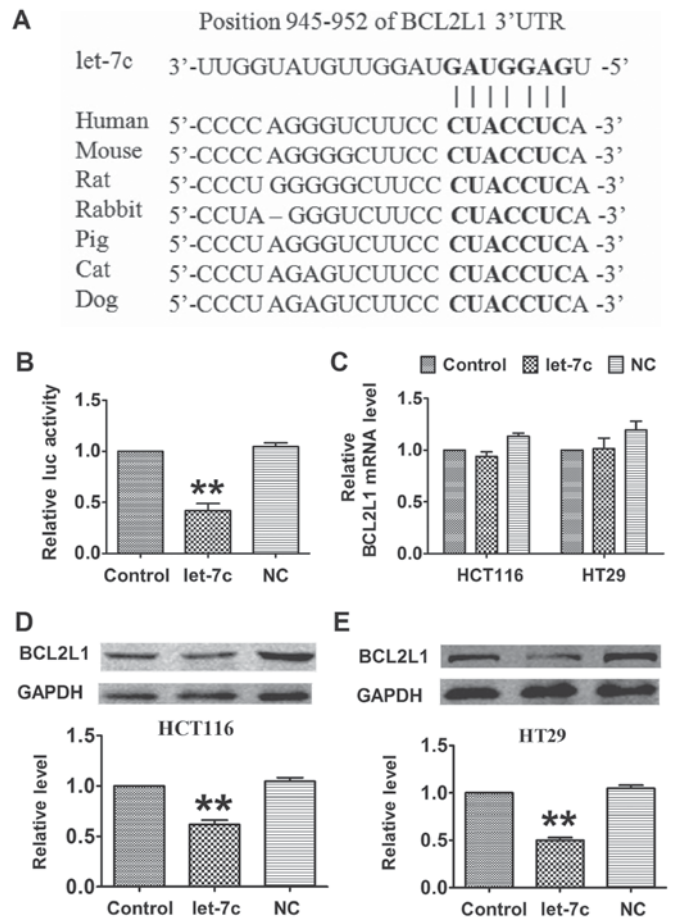 A
Position 945-952 of BCL2L1 3’UTR
let-7c 3’-UUGGUAUGUUGGAUGAUGGAGU -5’
Human 5’-CCCC AGGGUCUUCC CUACCUCA -3’
Mouse 5’-CCCC AGGGGCUUCC CUACCUCA -3’
Rat 5’-CCCU GGGGGCUUCC CUACCUCA -3’
Rabbit 5’-CCUA – GGGUCUUCC CUACCUCA -3’
Pig 5’-CCCU AGGGUCUUCC CUACCUCA -3’
Cat 5’-CCCU AGAGUCUUCC CUACCUCA -3’
Dog 5’-CCCU AGAGUCUUCC CUACCUCA -3’
B
Relative luc activity
1.5
1.0
0.5
0.0
**
Control let-7c NC
C
Control let-7c NC
Relative
BCL2L1 mRNA level
1.5
1.0
0.5
0.0
HCT116 HT29
D
BCL2L1
GAPDH
HCT116
Relative level
1.5
1.0
0.5
0.0
**
Control let-7c NC
E
BCL2L1
GAPDH
HT29
Relative level
1.5
1.0
0.5
0.0
**
Control let-7c NC